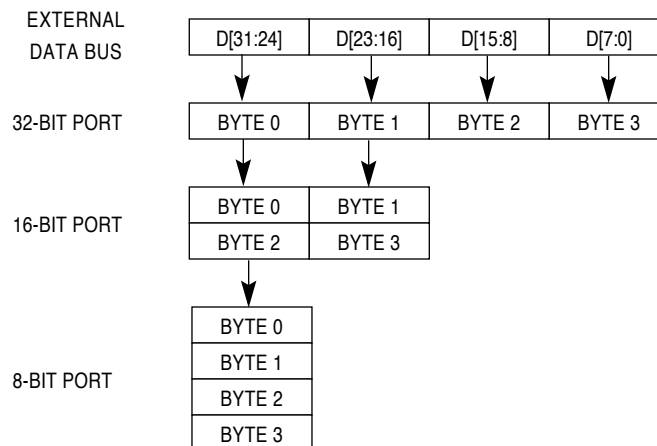 EXTERNAL
DATA BUS
D[31:24] D[23:16] D[15:8] D[7:0]
32-BIT PORT BYTE 0 BYTE 1 BYTE 2 BYTE 3
16-BIT PORT
BYTE 0 BYTE 1
BYTE 2 BYTE 3
8-BIT PORT
BYTE 0
BYTE 1
BYTE 2
BYTE 3